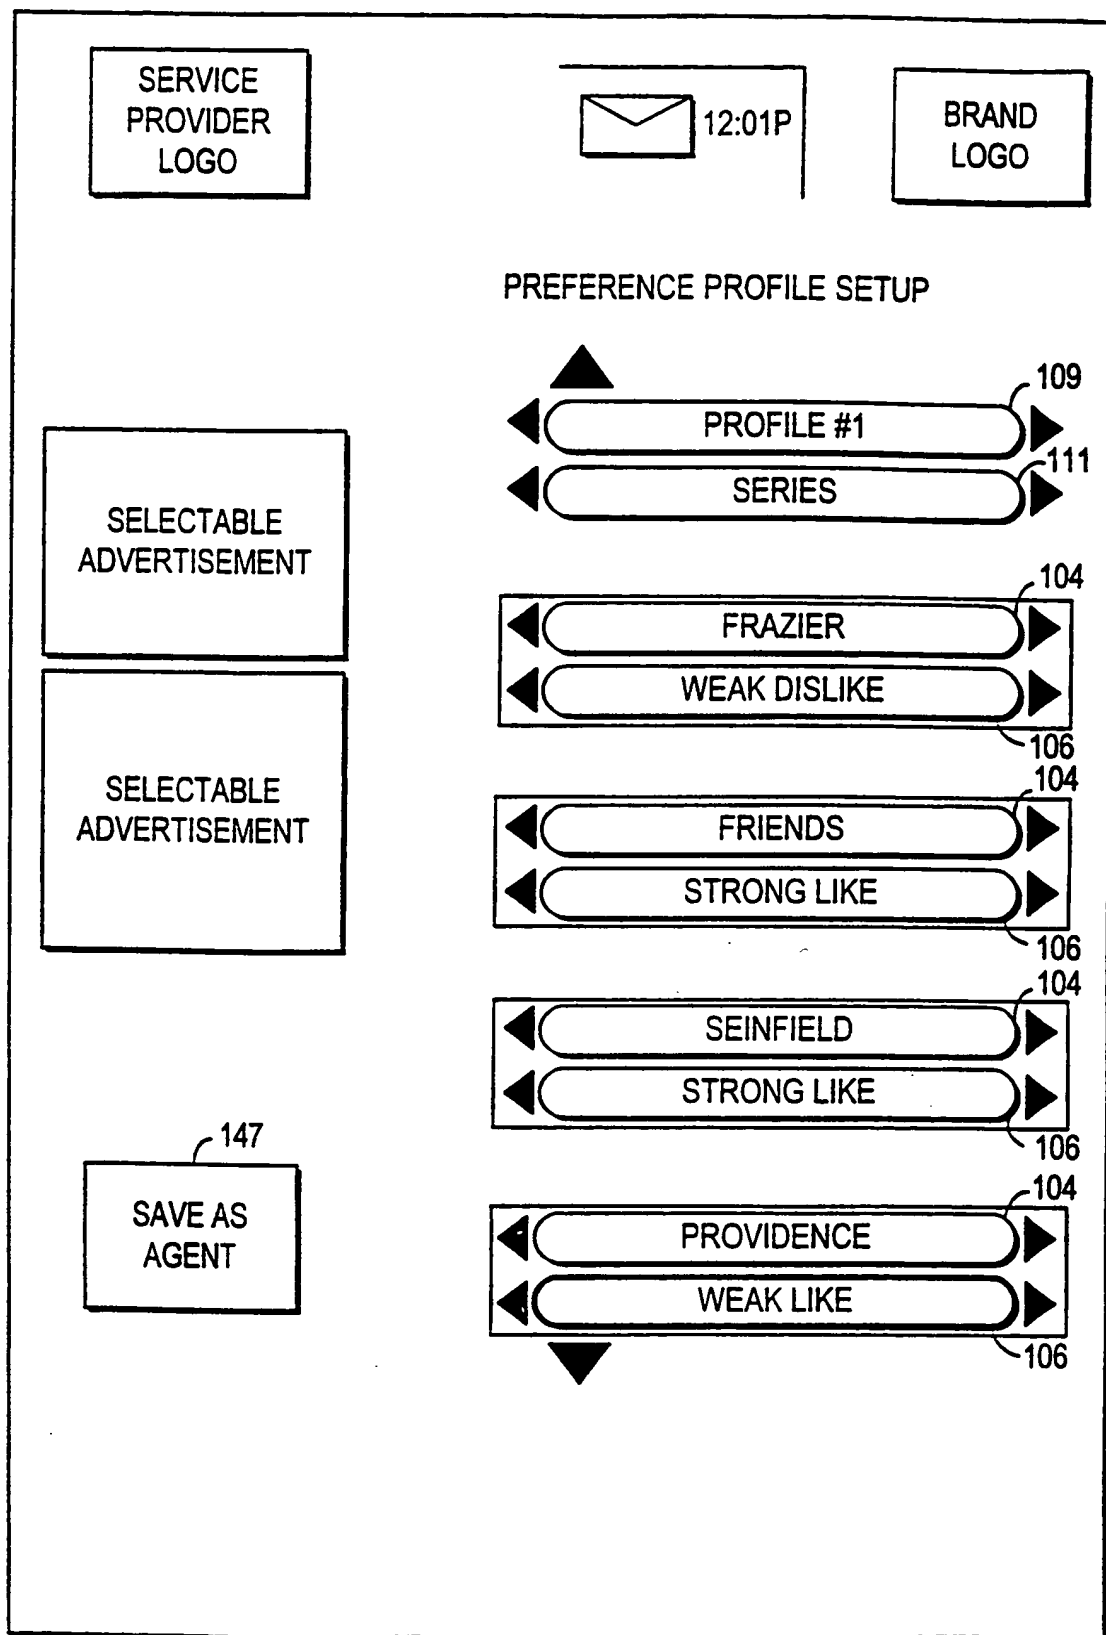 SERVICE
PROVIDER
LOGO
12:01P
BRAND
LOGO
PREFERENCE PROFILE SETUP
109
PROFILE #1
111
SERIES
SELECTABLE
ADVERTISEMENT
104
FRAZIER
WEAK DISLIKE
106
SELECTABLE
ADVERTISEMENT
104
FRIENDS
STRONG LIKE
106
104
SEINFIELD
STRONG LIKE
106
147
SAVE AS
AGENT
104
PROVIDENCE
WEAK LIKE
106